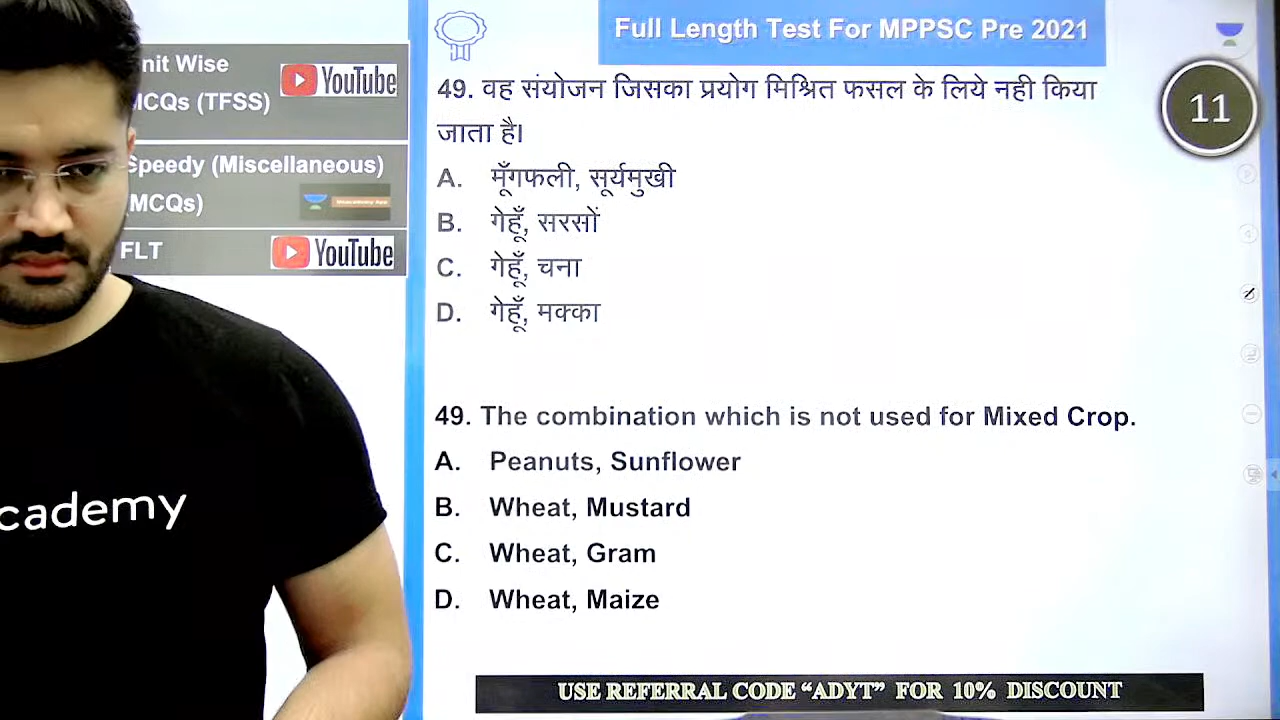 Full Length Test For MPPSC Pre 2021
nit Wise
MCQs (TFSS)
YouTube
Speedy (Miscellaneous)
(MCQs)
FLT
YouTube
11
49. वह संयोजन जिसका प्रयोग मिश्रित फसल के लिये नही किया
जाता है।
A. मूँगफली, सूर्यमुखी
B. गेहूँ, सरसों
C. गेहूँ, चना
D. गेहूँ, मक्का
49. The combination which is not used for Mixed Crop.
A. Peanuts, Sunflower
B. Wheat, Mustard
C. Wheat, Gram
D. Wheat, Maize
cademy
USE REFERRAL CODE “ADYT” FOR 10% DISCOUNT